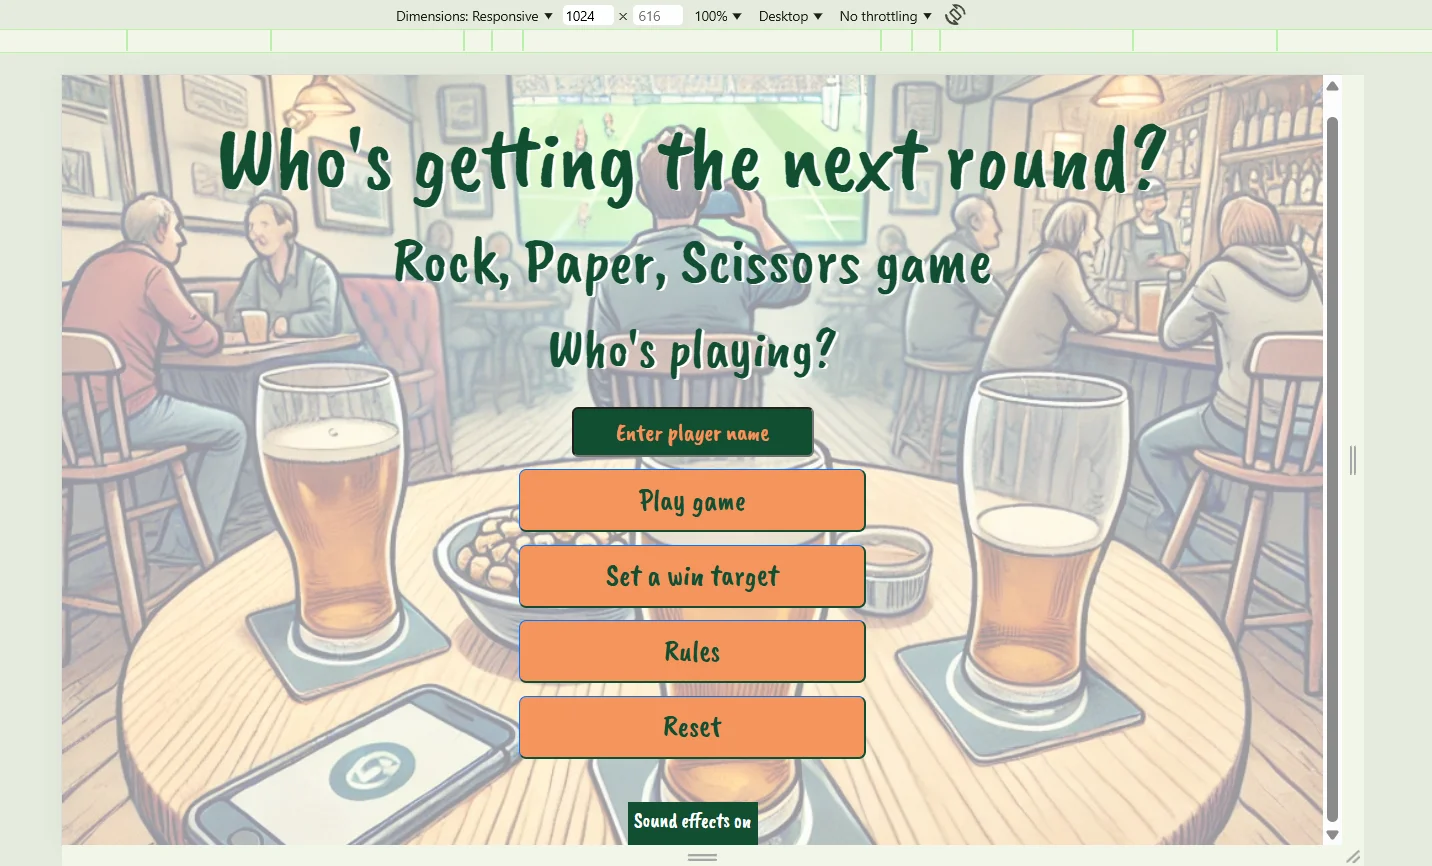 Dimensions: Responsive ▼ 1024 × 616 100% ▼ Desktop ▼ No throttling ▼
Who's getting the next round?
Rock, Paper, Scissors game
Who's playing?
Enter player name
Play game
Set a win target
Rules
Reset
Sound effects on